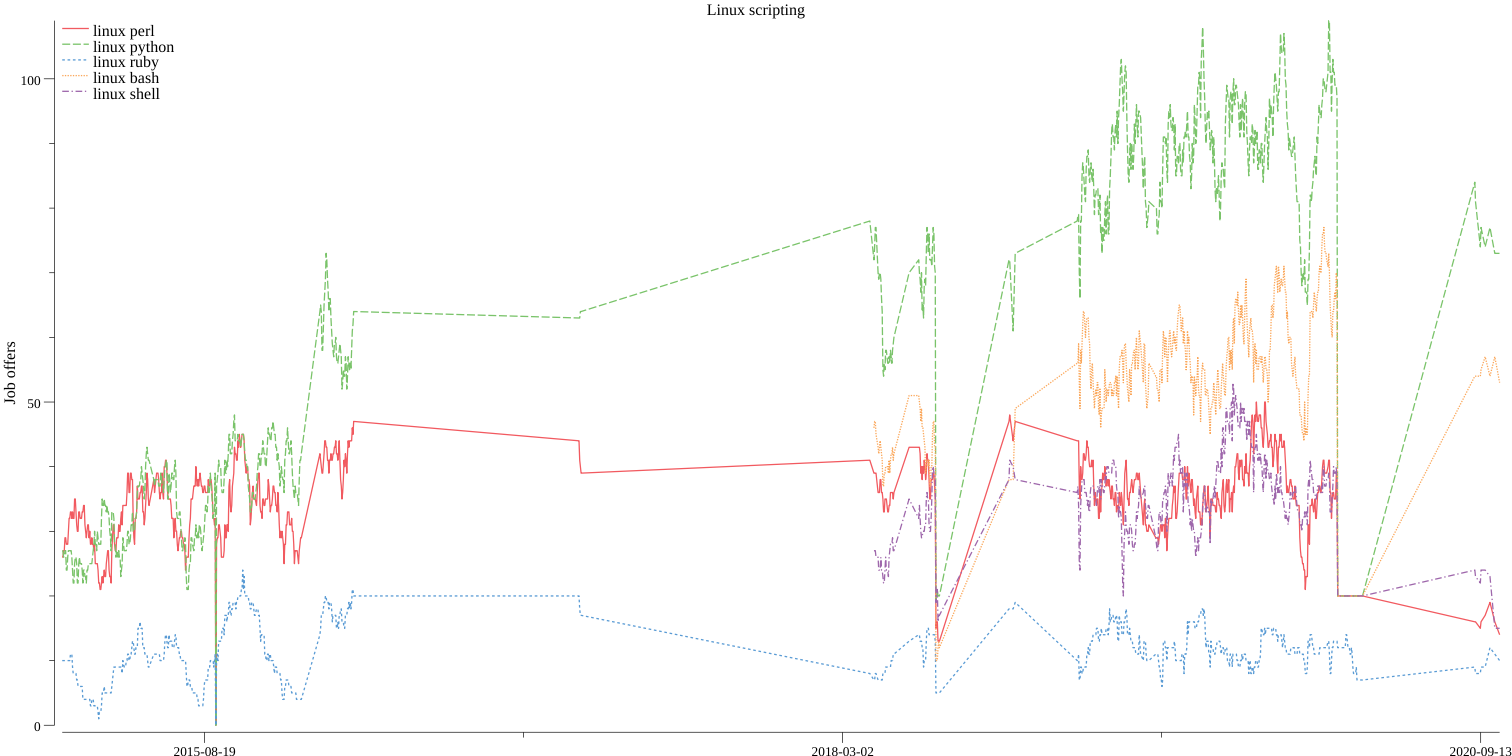 Linux scripting
linux perl
linux python
linux ruby
linux bash
linux shell
100
50
0
Job offers
2015-08-19
2018-03-02
2020-09-13